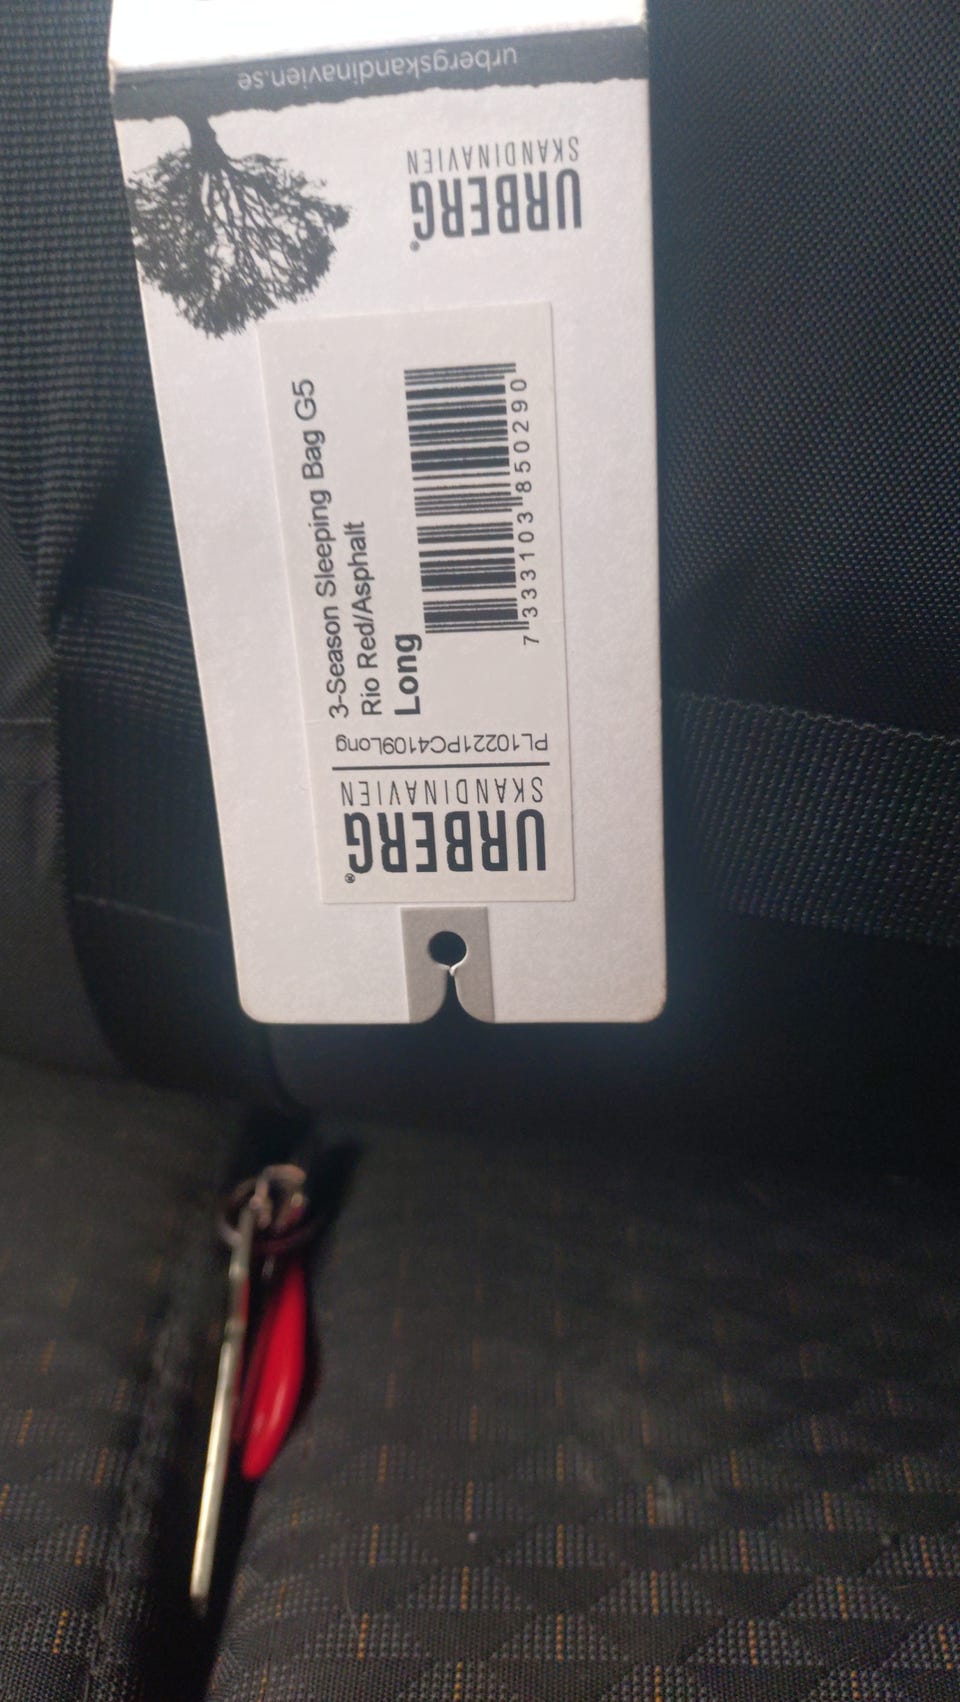 URBERG®
SKANDINAVIEN
PL10221PC4109Long
3-Season Sleeping Bag G5
Rio Red/Asphalt
Long
7 333103 850290
URBERG®
SKANDINAVIEN
urbergskandinavien.se